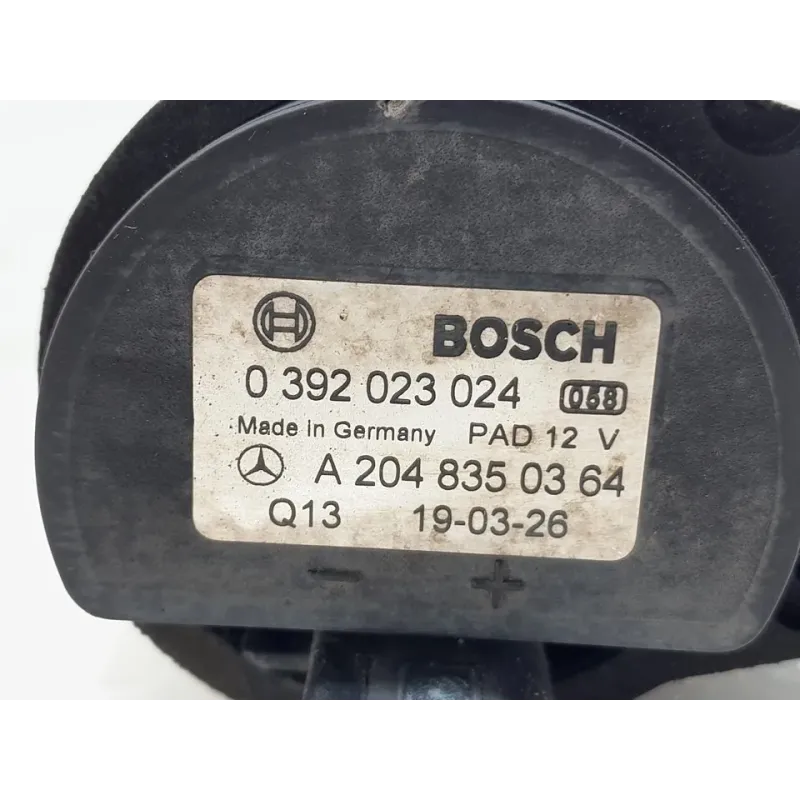 BOSCH
0 392 023 024 068
Made in Germany PAD 12 V
A 204 835 03 64
Q13 19-03-26
- +